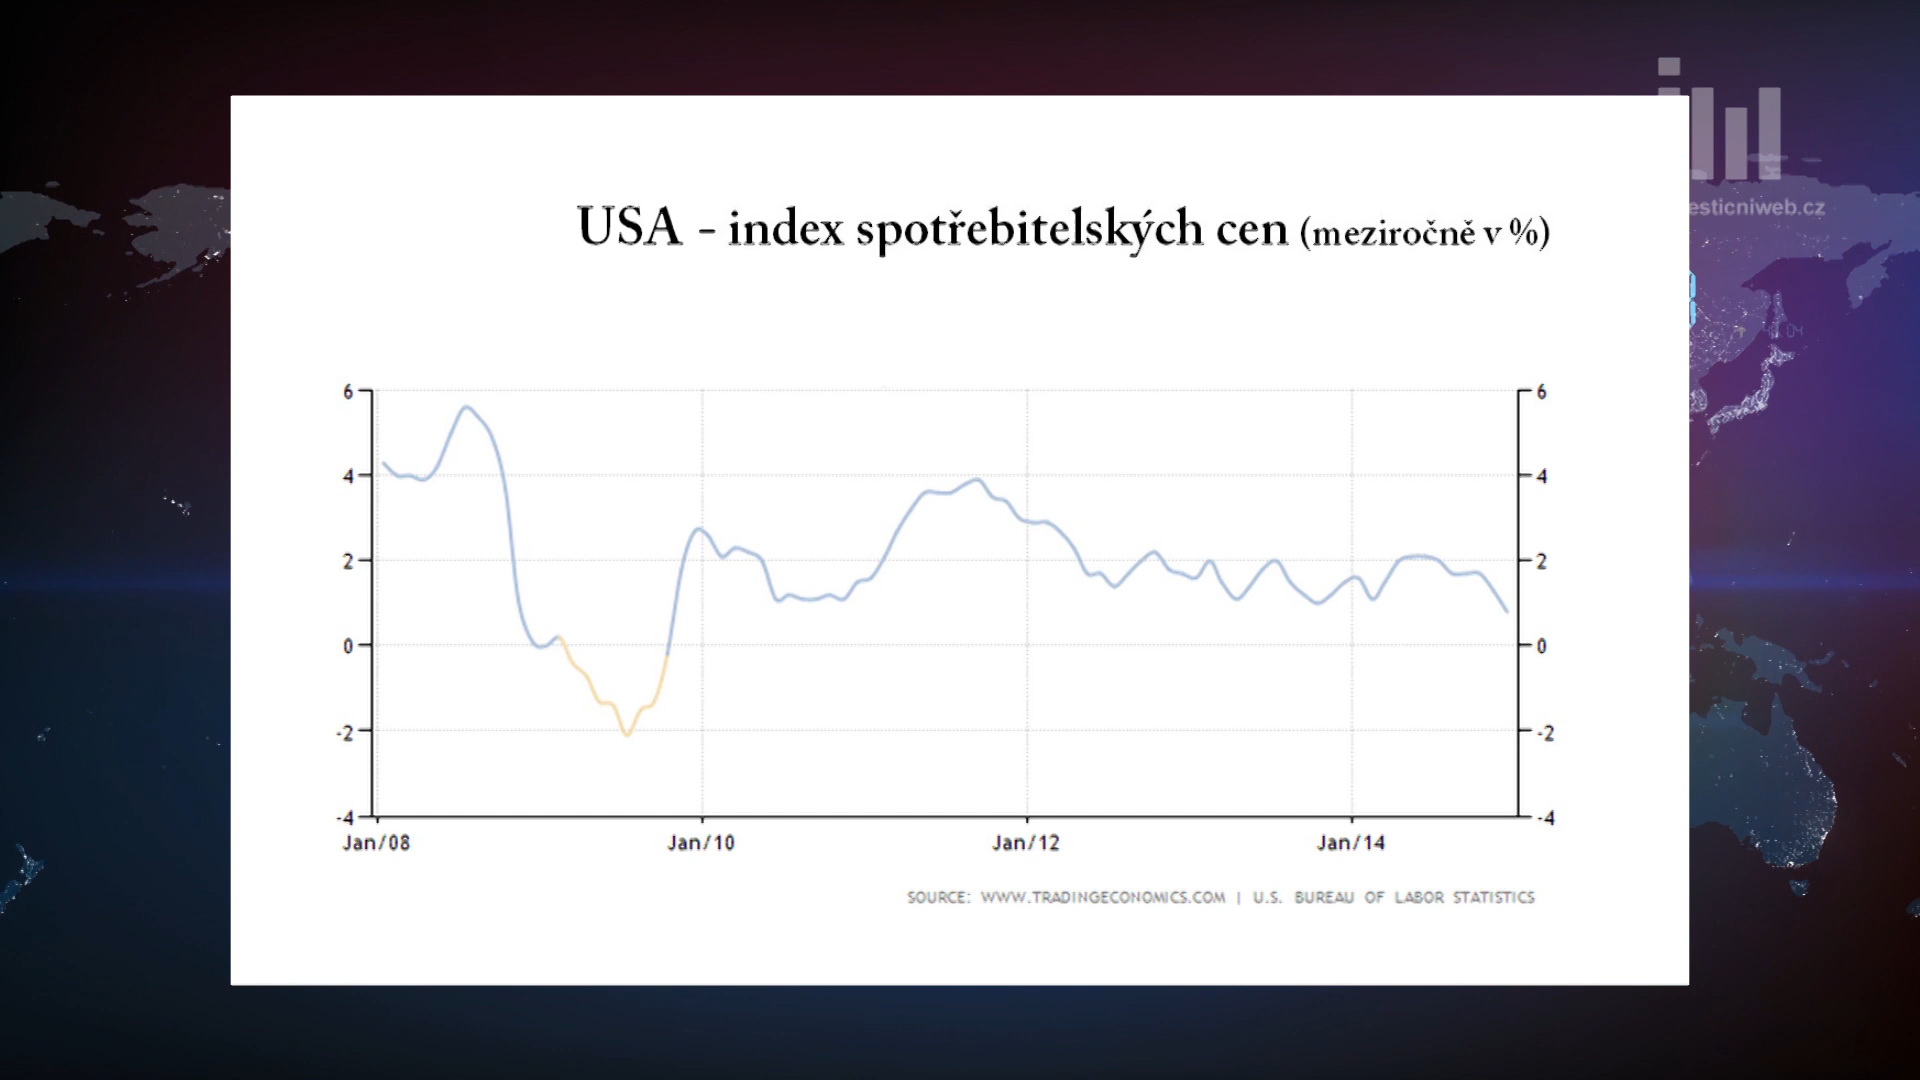 esticniweb.cz
USA - index spotřebitelských cen (meziročně v %)
6 6
4 4
2 2
0 0
-2 -2
-4 -4
Jan/08 Jan/10 Jan/12 Jan/14
SOURCE: WWW.TRADINGECONOMICS.COM | U.S. BUREAU OF LABOR STATISTICS